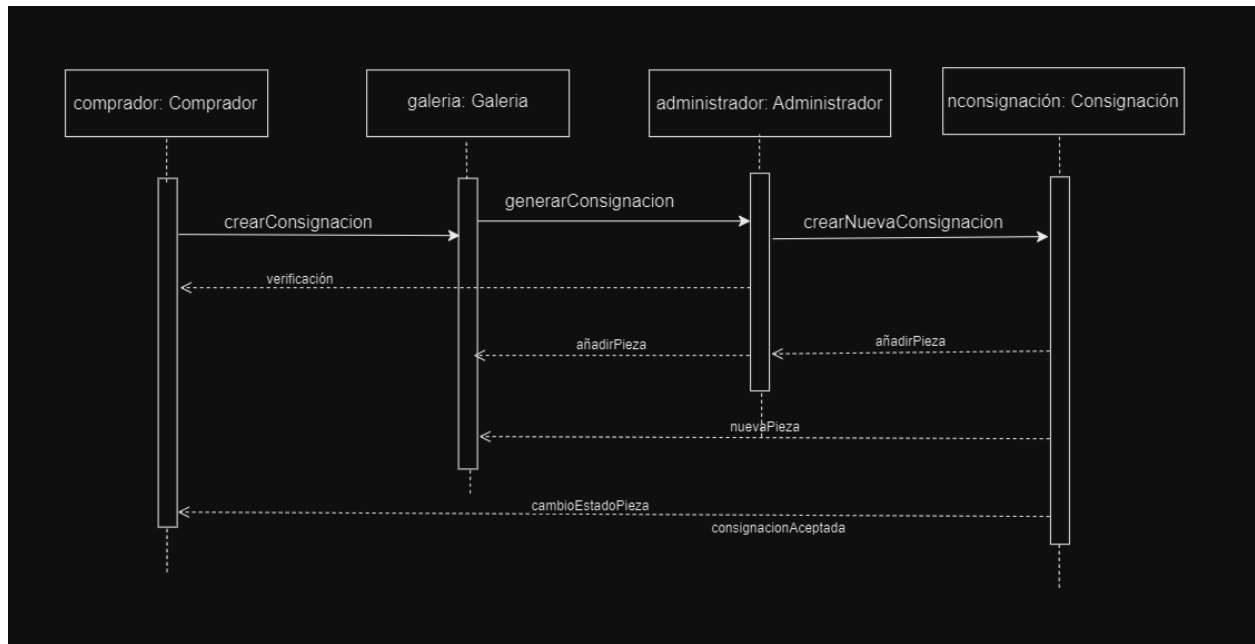 comprador: Comprador
galeria: Galeria
administrador: Administrador
nconsignación: Consignación
crearConsignacion
generarConsignacion
crearNuevaConsignacion
verificación
añadirPieza
añadirPieza
nuevaPieza
cambioEstadoPieza
consignacionAceptada